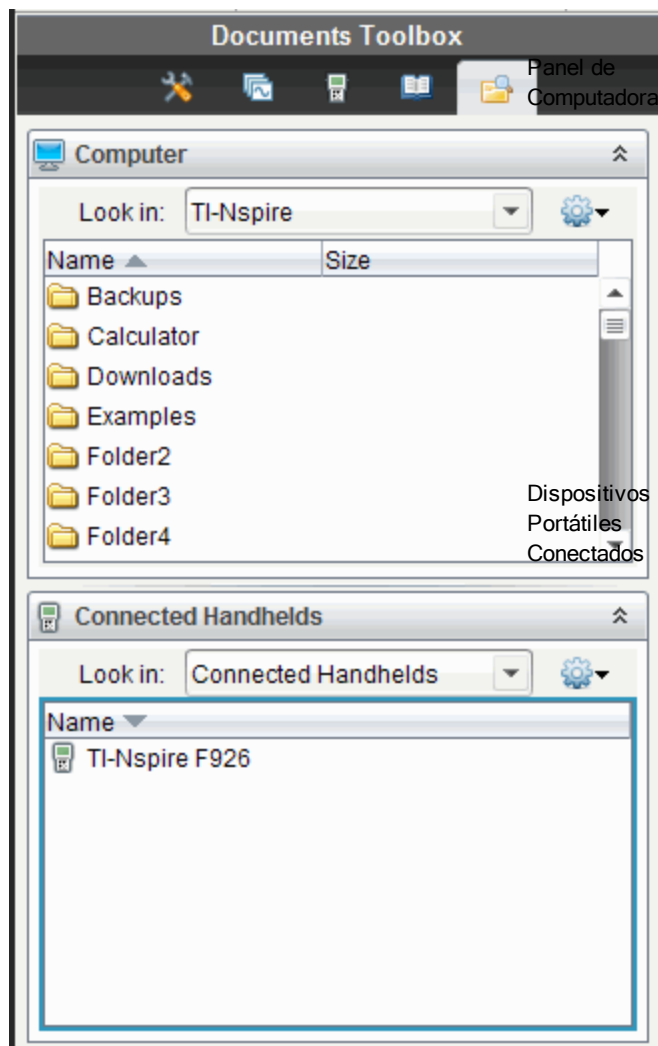 Documents Toolbox
Panel de
Computadora
Computer
Look in: TI-Nspire
Name Size
Backups
Calculator
Downloads
Examples
Folder2
Folder3
Folder4
Dispositivos
Portátiles
Conectados
Connected Handhelds
Look in: Connected Handhelds
Name
TI-Nspire F926